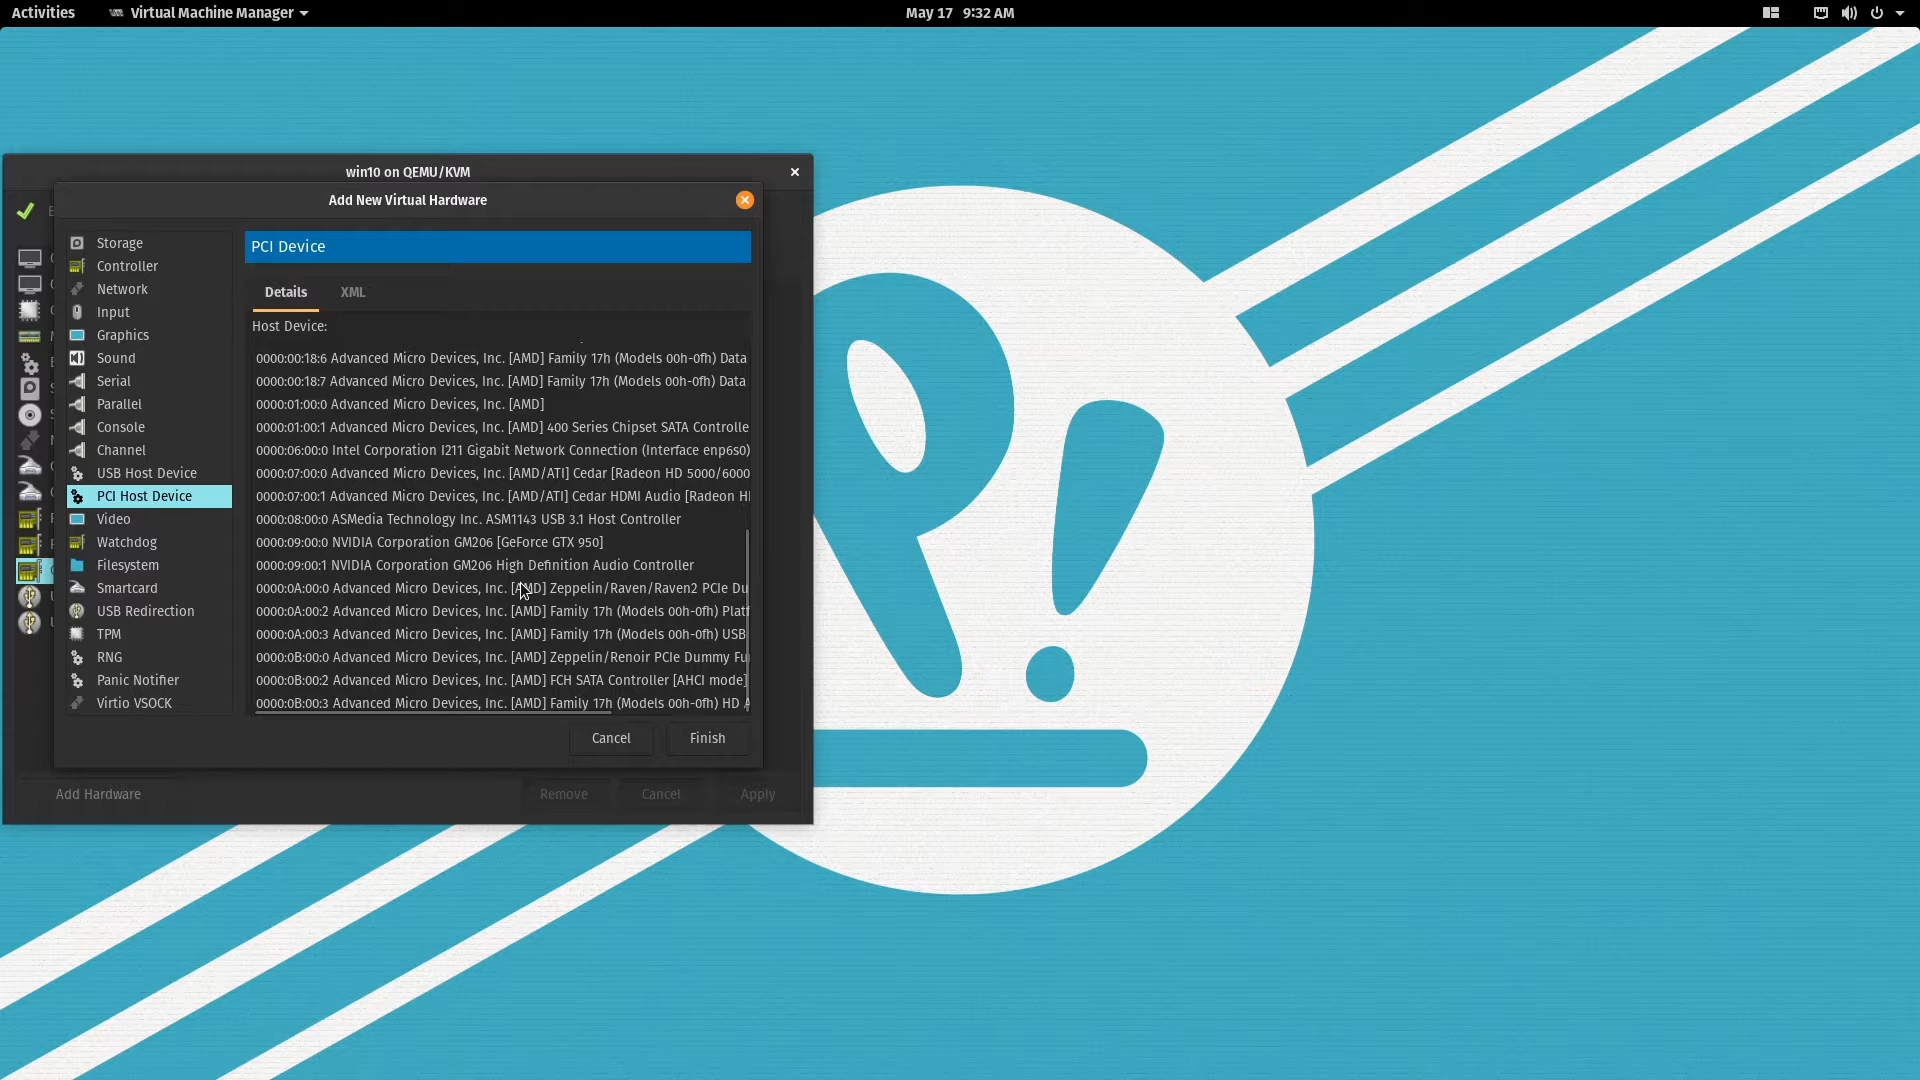 Activities
Virtual Machine Manager
May 17 9:32 AM
win10 on QEMU/KVM
Add New Virtual Hardware
Storage
Controller
Network
Input
Graphics
Sound
Serial
Parallel
Console
Channel
USB Host Device
PCI Host Device
Video
Watchdog
Filesystem
Smartcard
USB Redirection
TPM
RNG
Panic Notifier
Virtio VSOCK
PCI Device
Details
XML
Host Device:
0000:00:18:6 Advanced Micro Devices, Inc. [AMD] Family 17h (Models 00h-0fh) Data
0000:00:18:7 Advanced Micro Devices, Inc. [AMD] Family 17h (Models 00h-0fh) Data
0000:01:00:0 Advanced Micro Devices, Inc. [AMD]
0000:01:00:1 Advanced Micro Devices, Inc. [AMD] 400 Series Chipset SATA Controlle
0000:06:00:0 Intel Corporation I211 Gigabit Network Connection (Interface enp6s0)
0000:07:00:0 Advanced Micro Devices, Inc. [AMD/ATI] Cedar [Radeon HD 5000/6000
0000:07:00:1 Advanced Micro Devices, Inc. [AMD/ATI] Cedar HDMI Audio [Radeon H
0000:08:00:0 ASMedia Technology Inc. ASM1143 USB 3.1 Host Controller
0000:09:00:0 NVIDIA Corporation GM206 [GeForce GTX 950]
0000:09:00:1 NVIDIA Corporation GM206 High Definition Audio Controller
0000:0A:00:0 Advanced Micro Devices, Inc. [AMD] Zeppelin/Raven/Raven2 PCIe Du
0000:0A:00:2 Advanced Micro Devices, Inc. [AMD] Family 17h (Models 00h-0fh) Platf
0000:0A:00:3 Advanced Micro Devices, Inc. [AMD] Family 17h (Models 00h-0fh) USB
0000:0B:00:0 Advanced Micro Devices, Inc. [AMD] Zeppelin/Renoir PCIe Dummy Fu
0000:0B:00:2 Advanced Micro Devices, Inc. [AMD] FCH SATA Controller [AHCI mode]
0000:0B:00:3 Advanced Micro Devices, Inc. [AMD] Family 17h (Models 00h-0fh) HD A
Cancel
Finish
Add Hardware
Remove
Cancel
Apply